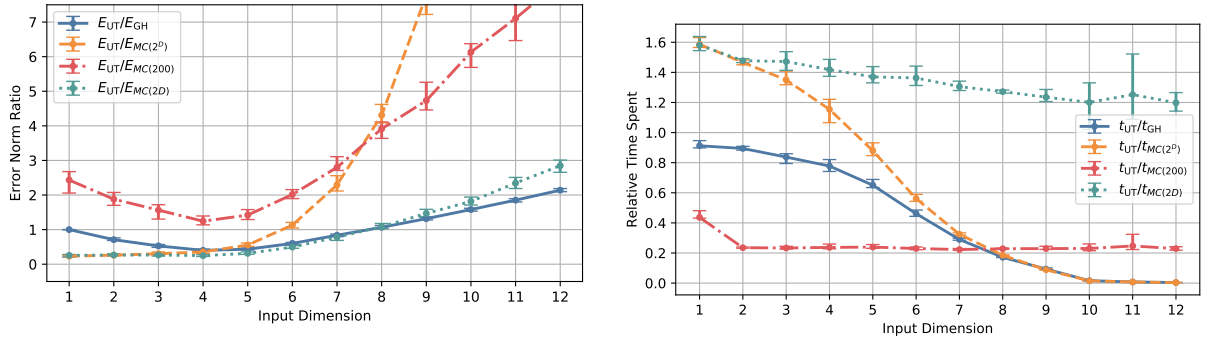 7
6
5
4
3
2
1
0
Error Norm Ratio
E_UT/E_GH
E_UT/E_MC(2^D)
E_UT/E_MC(200)
E_UT/E_MC(2D)
1 2 3 4 5 6 7 8 9 10 11 12
Input Dimension
1.6
1.4
1.2
1.0
0.8
0.6
0.4
0.2
0.0
Relative Time Spent
t_UT/t_GH
t_UT/t_MC(2^D)
t_UT/t_MC(200)
t_UT/t_MC(2D)
1 2 3 4 5 6 7 8 9 10 11 12
Input Dimension